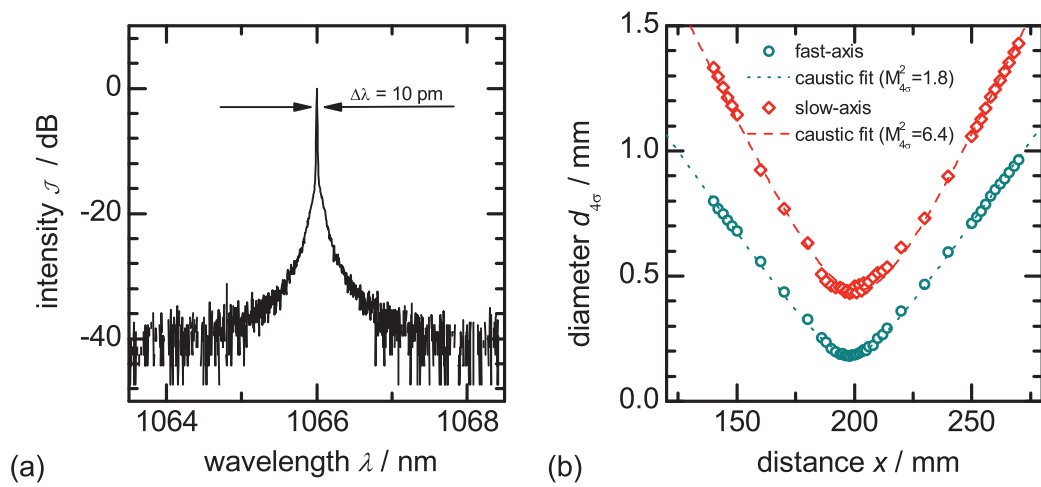 0
-20
-40
1064
1066
1068
intensity 𝒥 / dB
wavelength λ / nm
Δλ = 10 pm
(a)
1.5
1.0
0.5
0.0
150
200
250
diameter d4σ / mm
distance x / mm
fast-axis
caustic fit (M²4σ=1.8)
slow-axis
caustic fit (M²4σ=6.4)
(b)